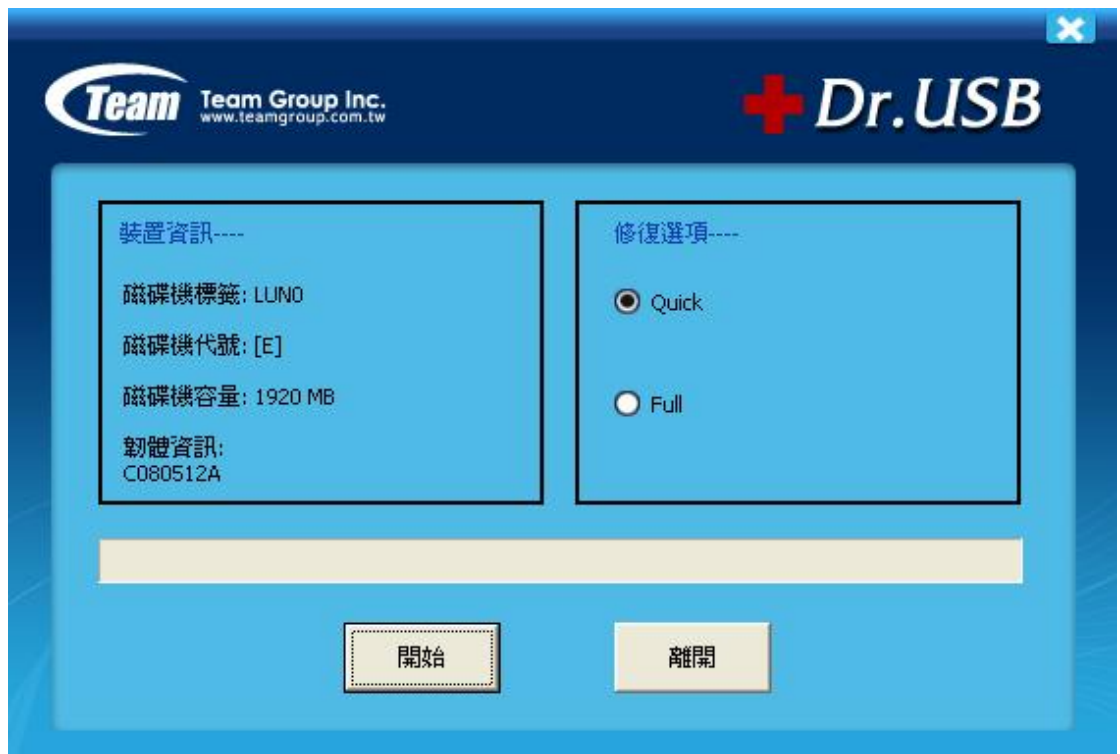 Team
Team Group Inc.
www.teamgroup.com.tw
Dr.USB
裝置資訊----
磁碟機標籤: LUN0
磁碟機代號: [E]
磁碟機容量: 1920 MB
韌體資訊:
C080512A
修復選項----
Quick
Full
開始
離開